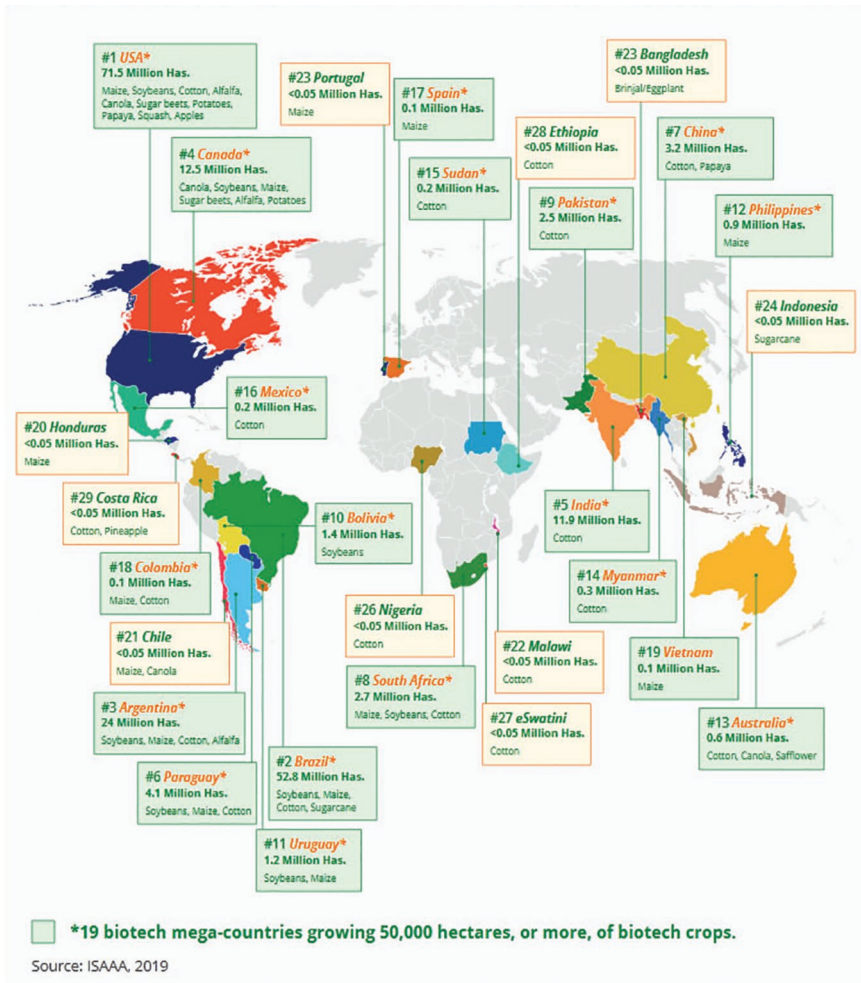 #1 USA*
71.5 Million Has.
Maize, Soybeans, Cotton, Alfalfa,
Canola, Sugar beets, Potatoes,
Papaya, Squash, Apples
#4 Canada*
12.5 Million Has.
Canola, Soybeans, Maize,
Sugar beets, Alfalfa, Potatoes
#23 Portugal
<0.05 Million Has.
Maize
#17 Spain*
0.1 Million Has.
Maize
#15 Sudan*
0.2 Million Has.
Cotton
#28 Ethiopia
<0.05 Million Has.
Cotton
#9 Pakistan*
2.5 Million Has.
Cotton
#23 Bangladesh
<0.05 Million Has.
Brinjal/Eggplant
#7 China*
3.2 Million Has.
Cotton, Papaya
#12 Philippines*
0.9 Million Has.
Maize
#24 Indonesia
<0.05 Million Has.
Sugarcane
#16 Mexico*
0.2 Million Has.
Cotton
#20 Honduras
<0.05 Million Has.
Maize
#29 Costa Rica
<0.05 Million Has.
Cotton, Pineapple
#10 Bolivia*
1.4 Million Has.
Soybeans
#5 India*
11.9 Million Has.
Cotton
#18 Colombia*
0.1 Million Has.
Maize, Cotton
#14 Myanmar*
0.3 Million Has.
Cotton
#26 Nigeria
<0.05 Million Has.
Cotton
#21 Chile
<0.05 Million Has.
Maize, Canola
#22 Malawi
<0.05 Million Has.
Cotton
#19 Vietnam
0.1 Million Has.
Maize
#8 South Africa*
2.7 Million Has.
Maize, Soybeans, Cotton
#3 Argentina*
24 Million Has.
Soybeans, Maize, Cotton, Alfalfa
#27 eSwatini
<0.05 Million Has.
Cotton
#13 Australia*
0.6 Million Has.
Cotton, Canola, Safflower
#2 Brazil*
52.8 Million Has.
Soybeans, Maize,
Cotton, Sugarcane
#6 Paraguay*
4.1 Million Has.
Soybeans, Maize, Cotton
#11 Uruguay*
1.2 Million Has.
Soybeans, Maize
*19 biotech mega-countries growing 50,000 hectares, or more, of biotech crops.
Source: ISAAA, 2019